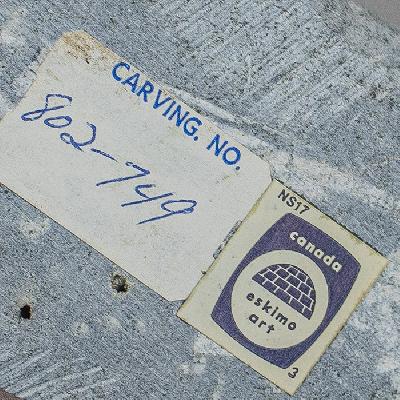 CARVING. NO.
802-749
NS17
canada
eskimo
art
3